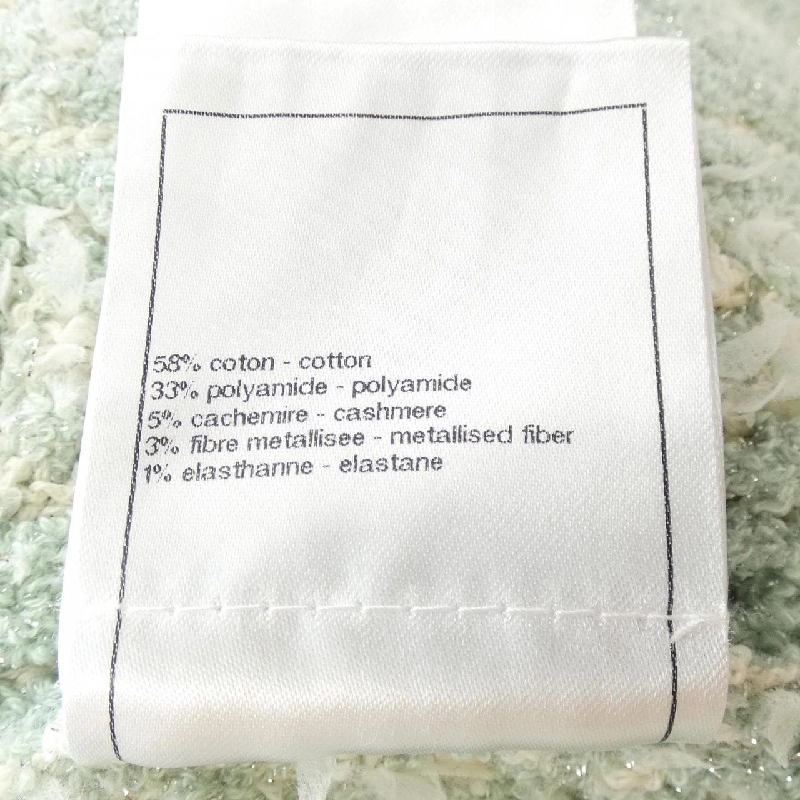 58% coton - cotton
33% polyamide - polyamide
5% cachemire - cashmere
3% fibre metallisee - metallised fiber
1% elasthanne - elastane